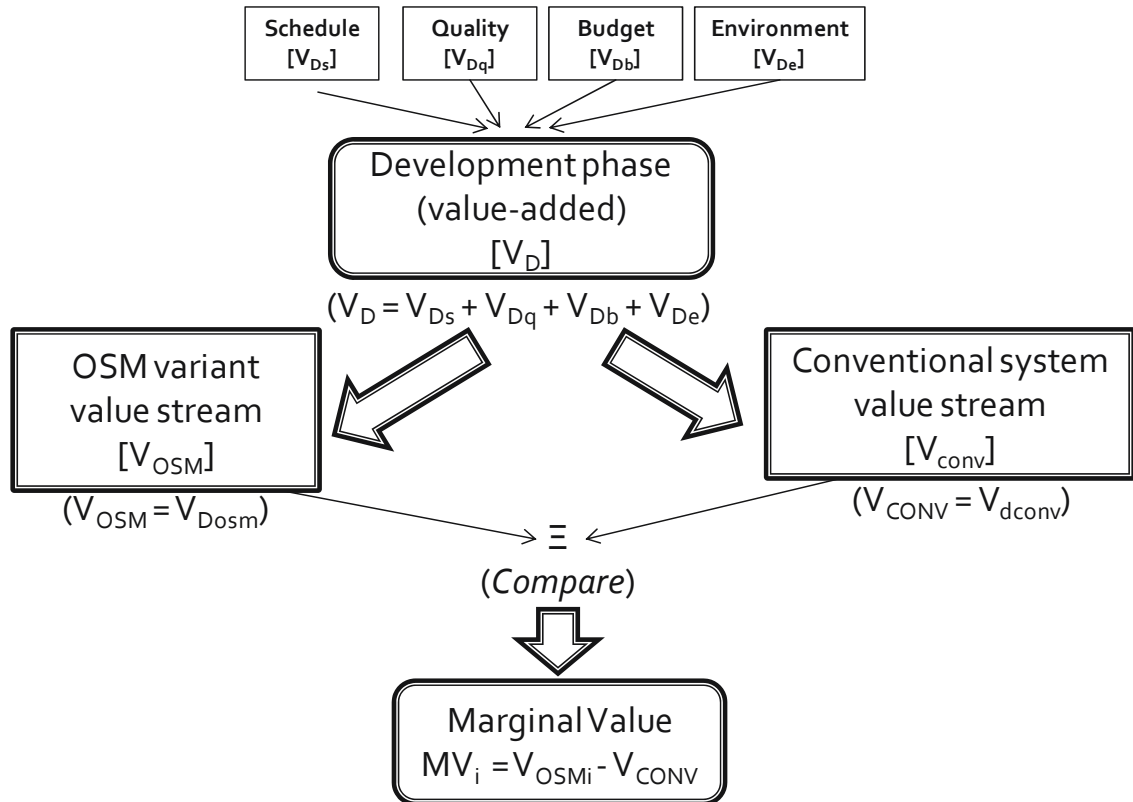 Schedule
[V_Ds]
Quality
[V_Dq]
Budget
[V_Db]
Environment
[V_De]
Development phase
(value-added)
[V_D]
(V_D = V_Ds + V_Dq + V_Db + V_De)
OSM variant
value stream
[V_OSM]
(V_OSM = V_Dosm)
Conventional system
value stream
[V_conv]
(V_CONV = V_dconv)
Ξ
(Compare)
Marginal Value
MV_i = V_OSMi - V_CONV